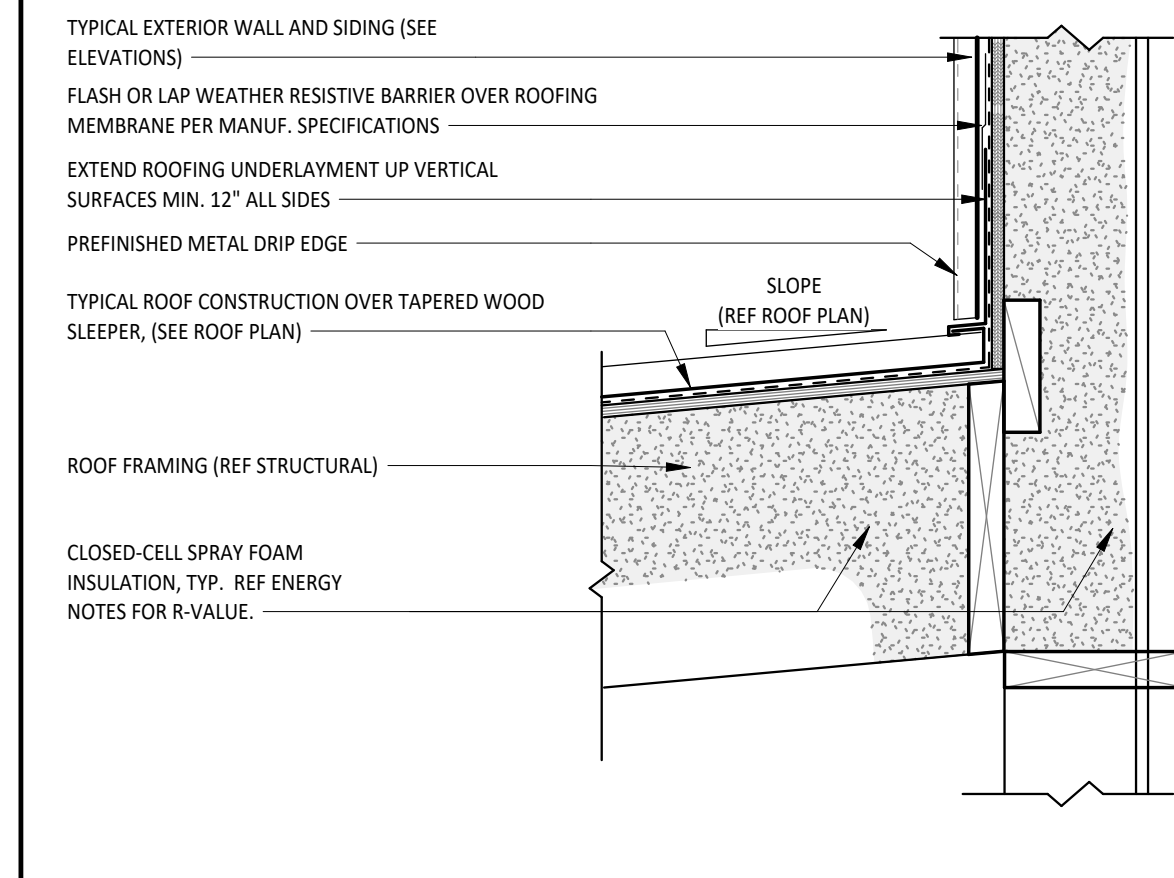 TYPICAL EXTERIOR WALL AND SIDING (SEE
ELEVATIONS)
FLASH OR LAP WEATHER RESISTIVE BARRIER OVER ROOFING
MEMBRANE PER MANUF. SPECIFICATIONS
EXTEND ROOFING UNDERLAYMENT UP VERTICAL
SURFACES MIN. 12" ALL SIDES
PREFINISHED METAL DRIP EDGE
SLOPE
(REF ROOF PLAN)
TYPICAL ROOF CONSTRUCTION OVER TAPERED WOOD
SLEEPER, (SEE ROOF PLAN)
ROOF FRAMING (REF STRUCTURAL)
CLOSED-CELL SPRAY FOAM
INSULATION, TYP. REF ENERGY
NOTES FOR R-VALUE.